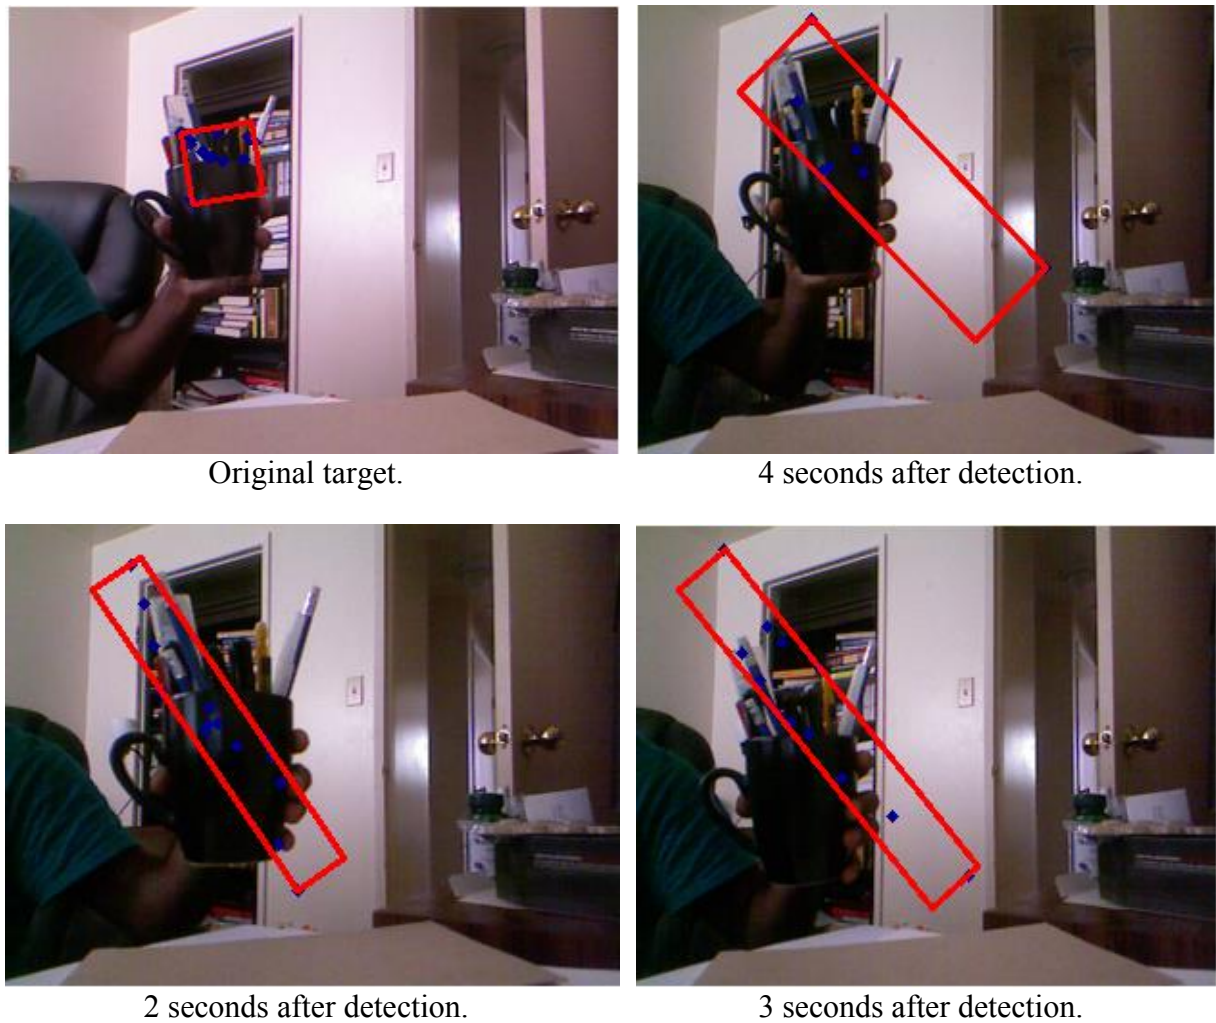 Original target.
4 seconds after detection.
2 seconds after detection.
3 seconds after detection.